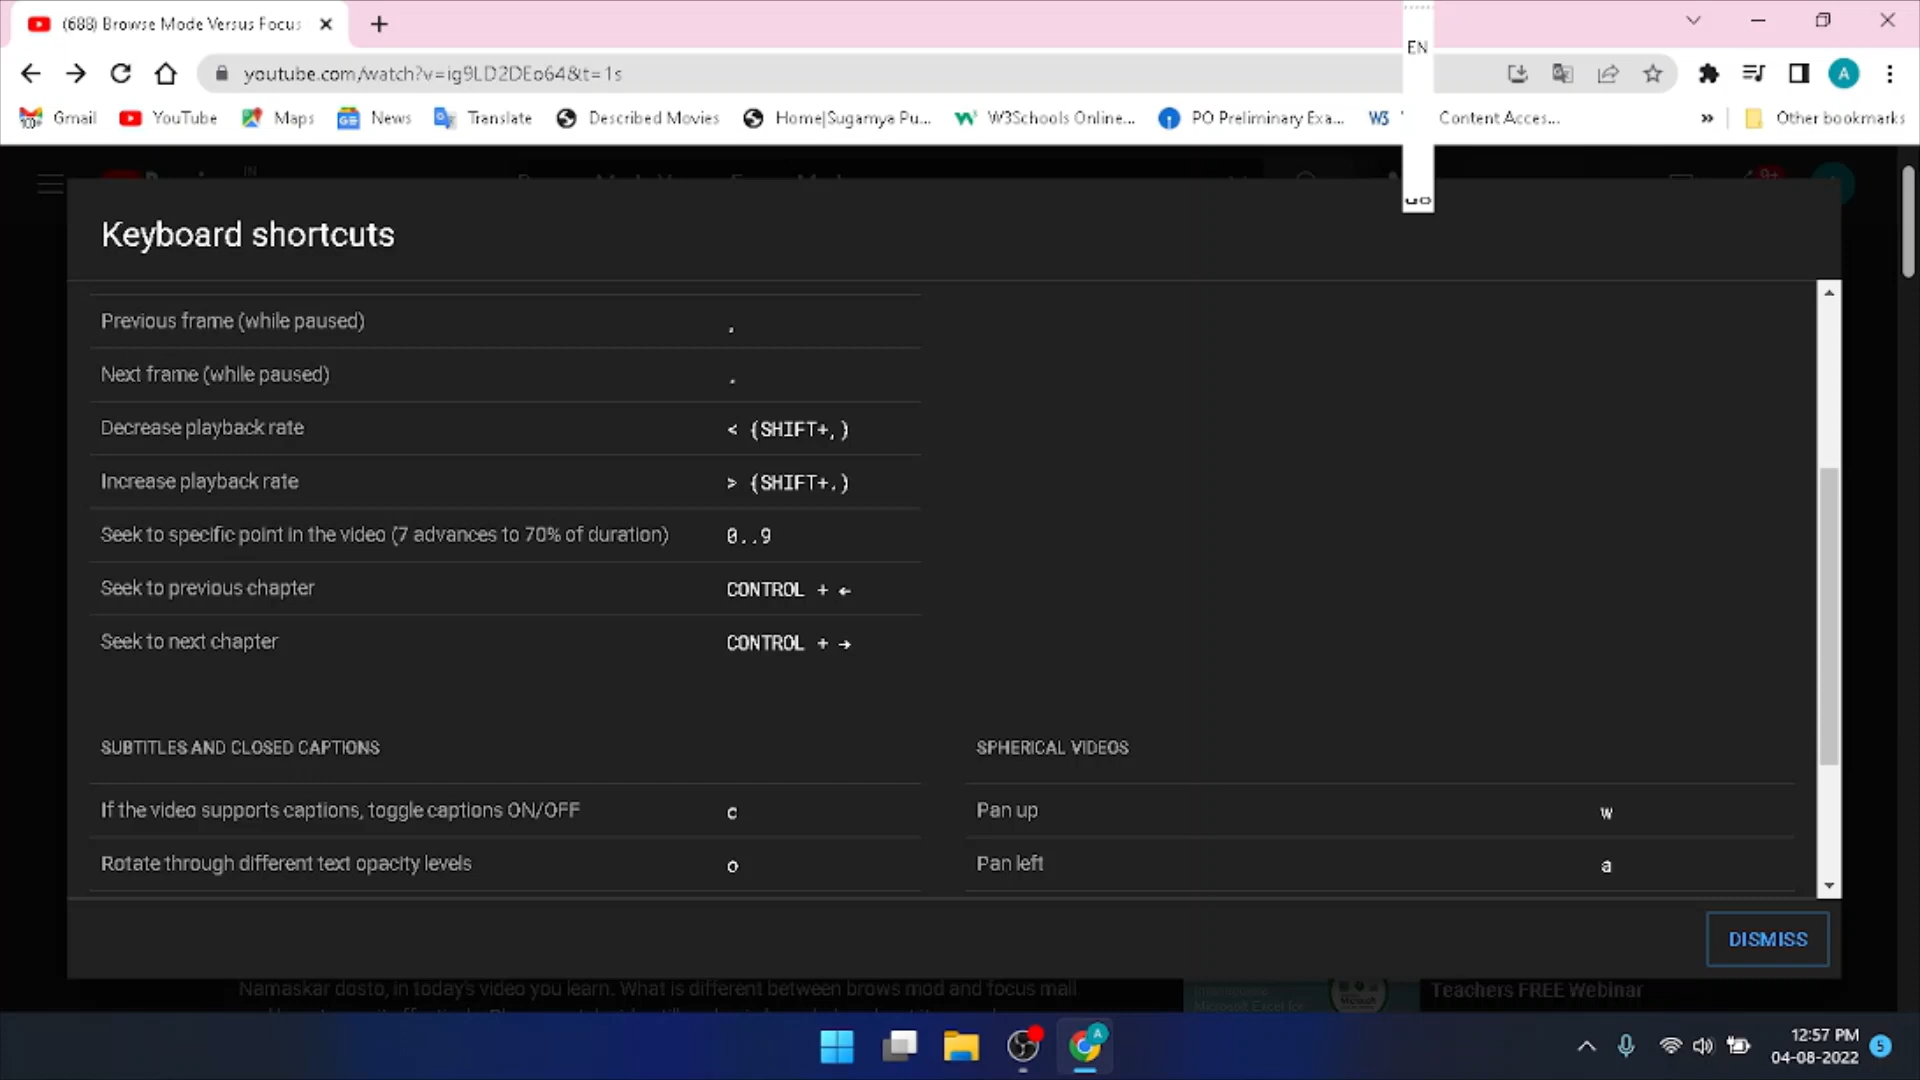 (688) Browse Mode Versus Focus
EN
youtube.com/watch?v=ig9LD2DEo64&t=1s
A
Gmail YouTube Maps News Translate Described Movies Home|Sugamya Pu... W3Schools Online... PO Preliminary Exa... Content Acces... » Other bookmarks
IN
9+
Keyboard shortcuts
Previous frame (while paused) ,
Next frame (while paused) .
Decrease playback rate < (SHIFT+,)
Increase playback rate > (SHIFT+.)
Seek to specific point in the video (7 advances to 70% of duration) 0..9
Seek to previous chapter CONTROL + ←
Seek to next chapter CONTROL + →
SUBTITLES AND CLOSED CAPTIONS
If the video supports captions, toggle captions ON/OFF c
Rotate through different text opacity levels o
SPHERICAL VIDEOS
Pan up w
Pan left a
DISMISS
Namaskar dosto, in today's video you learn. What is different between brows mod and focus mall
Microsoft Excel for
Teachers FREE Webinar
12:57 PM
04-08-2022
5